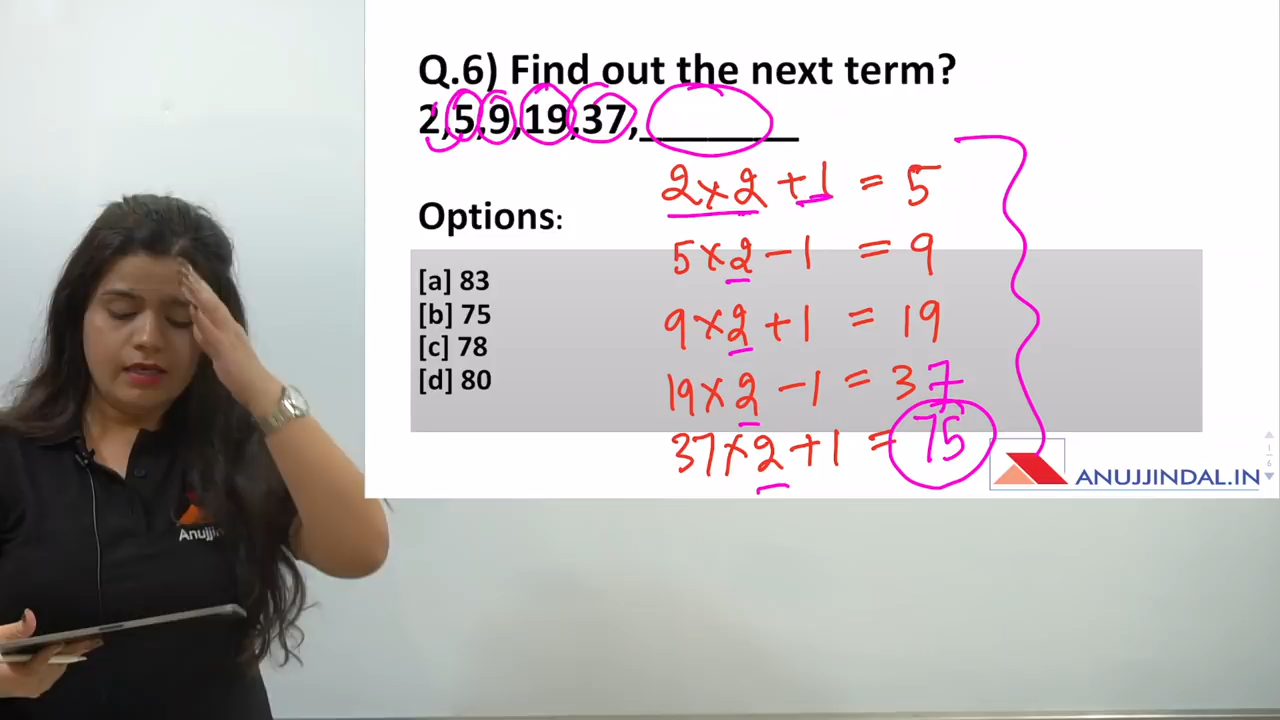 Q.6) Find out the next term?
2,5,9,19,37,________
2 x 2 + 1 = 5
Options:
5 x 2 - 1 = 9
[a] 83
[b] 75
9 x 2 + 1 = 19
[c] 78
[d] 80
19 x 2 - 1 = 37
37 x 2 + 1 = 75
ANUJJINDAL.IN
Anujji